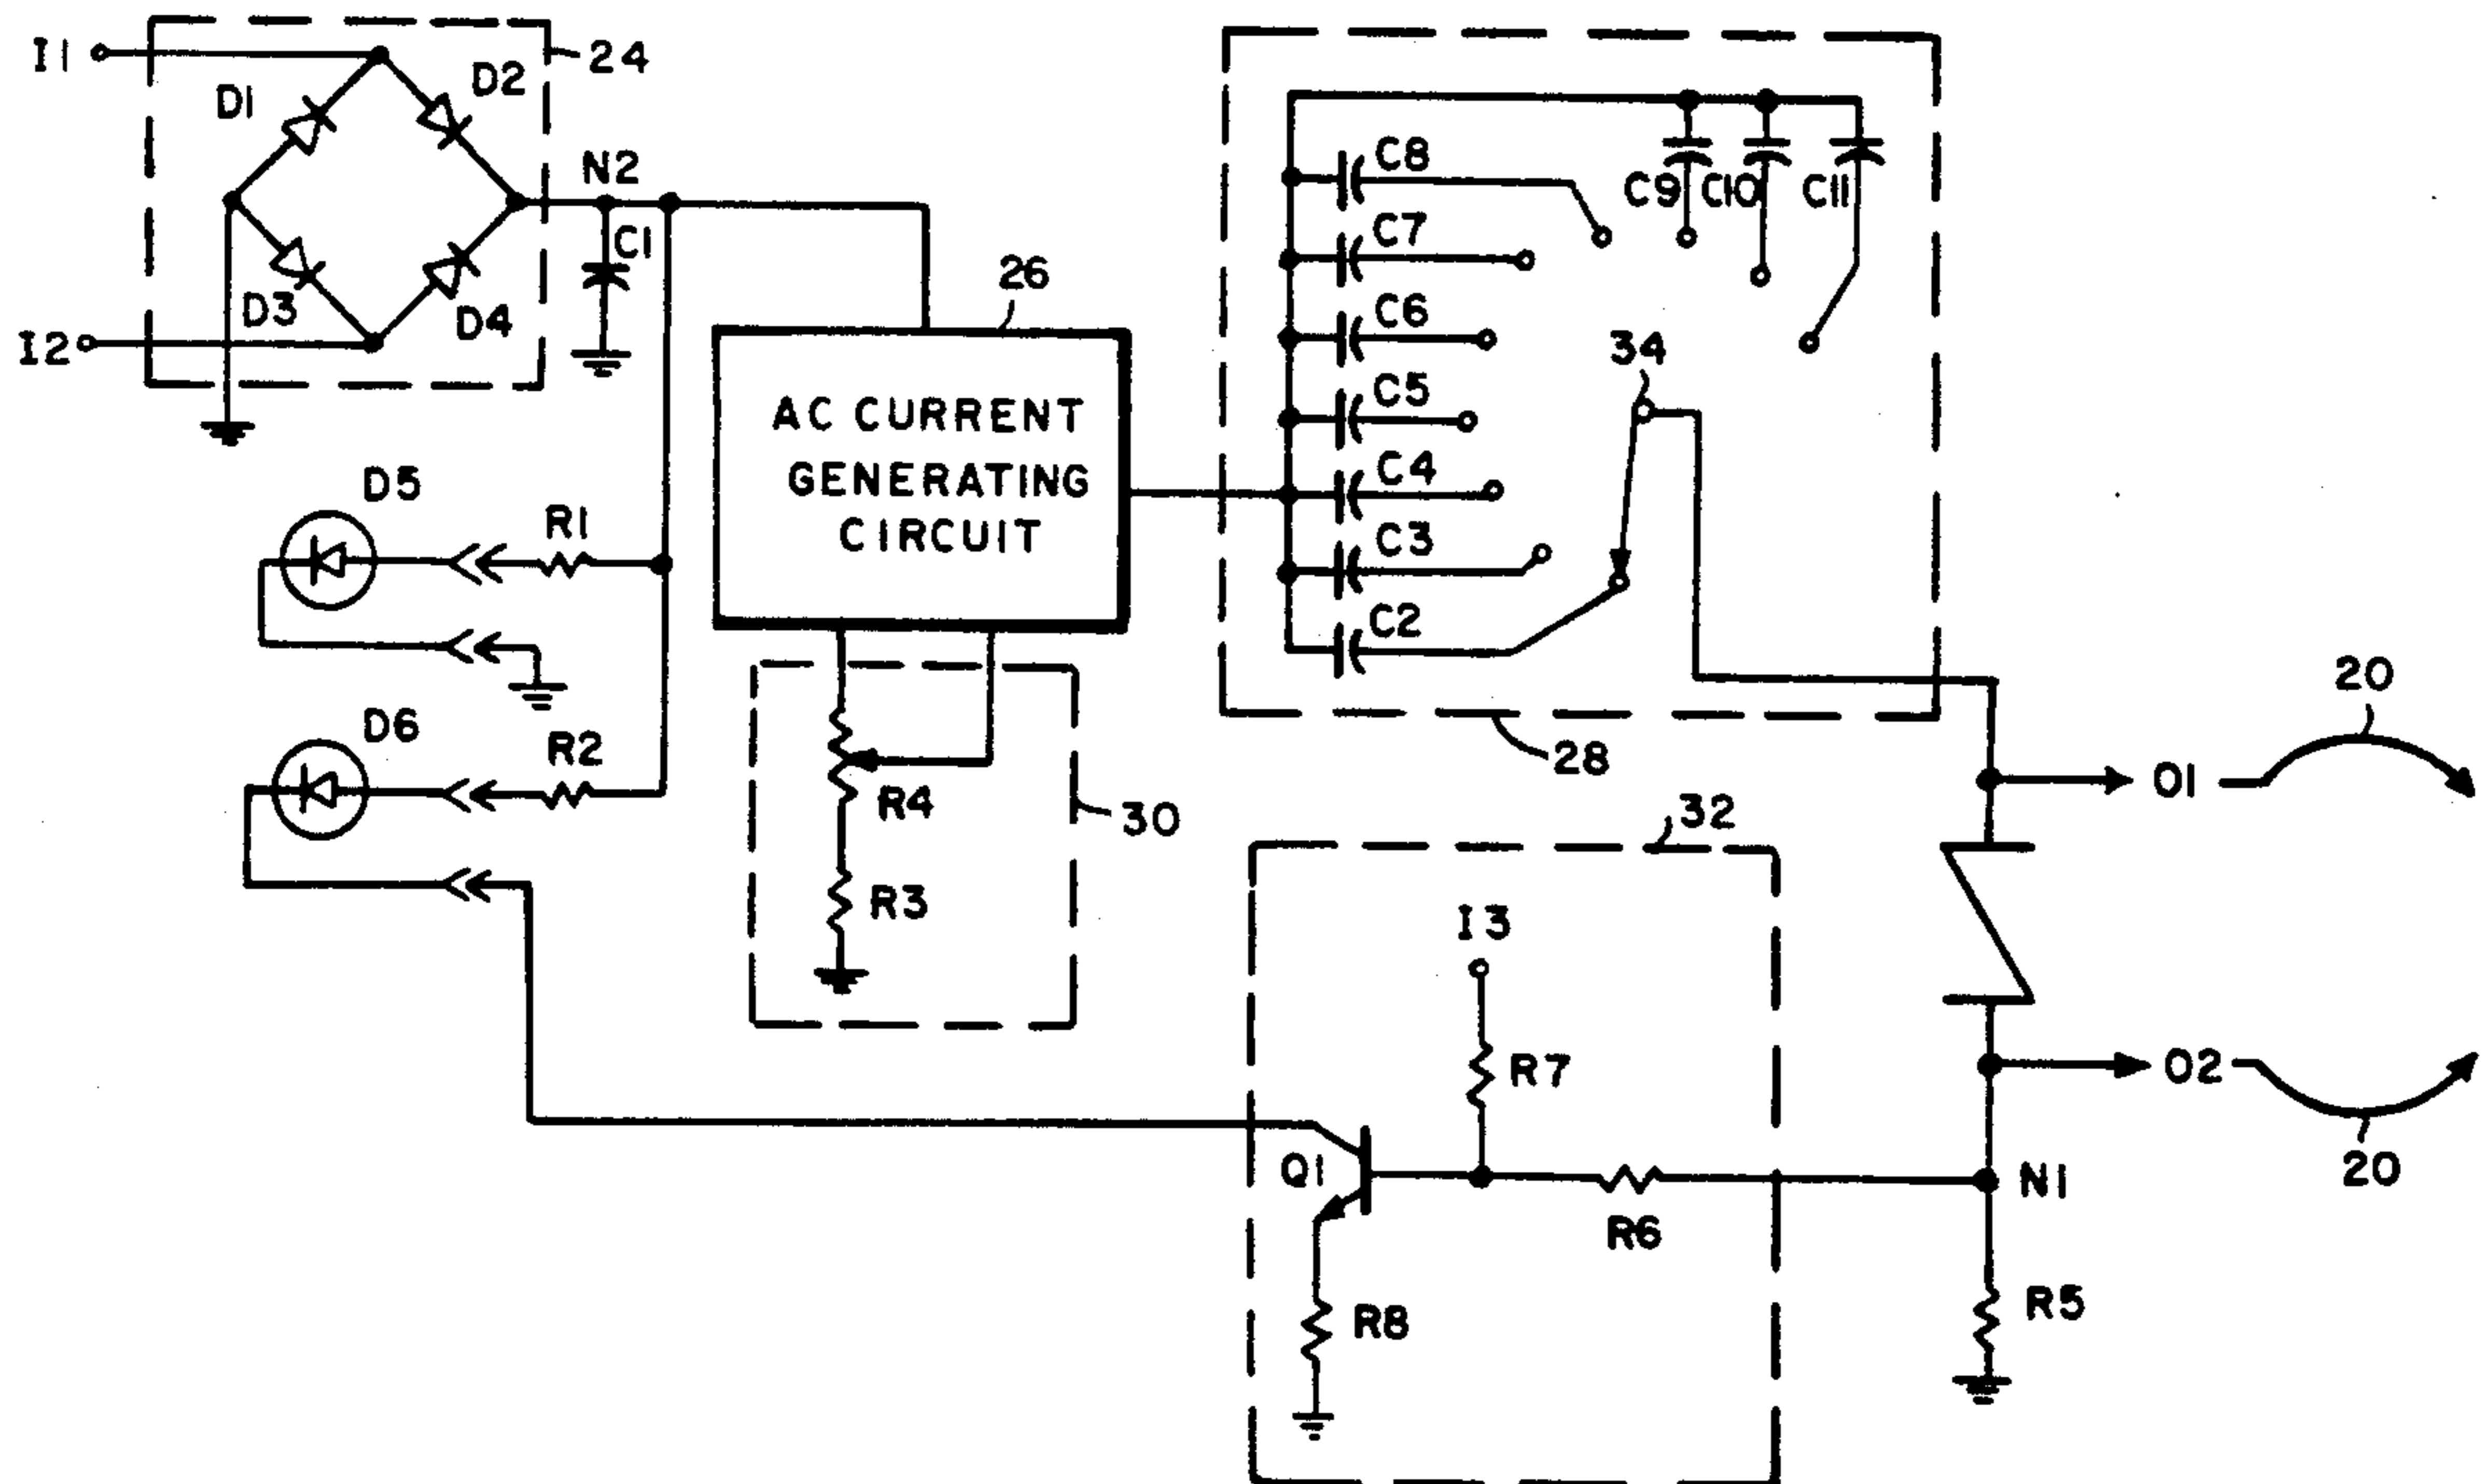 I1
D1
D2
24
N2
C1
D3
D4
I2
26
AC CURRENT
GENERATING
CIRCUIT
C8
C7
C6
C5
C4
C3
C2
C9
C10
C11
34
28
D5
R1
D6
R2
R4
R3
30
32
I3
R7
Q1
R6
R8
20
O1
O2
20
N1
R5